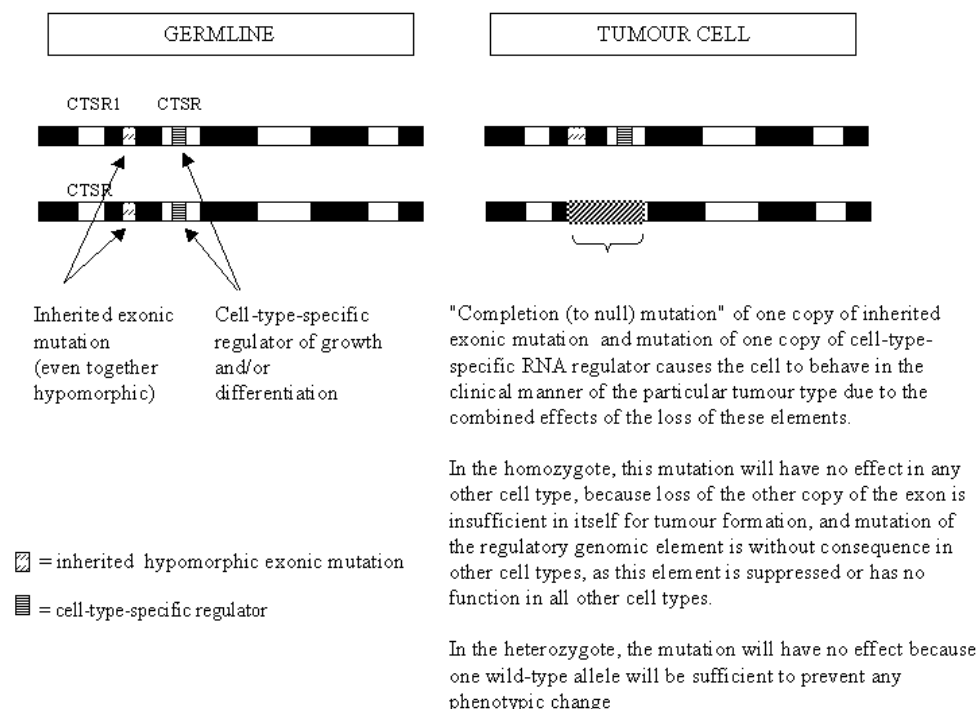 GERMLINE
TUMOUR CELL
CTSR1
CTSR
CTSR
Inherited exonic
mutation
(even together
hypomorphic)
Cell-type-specific
regulator of growth
and/or
differentiation
"Completion (to null) mutation" of one copy of inherited
exonic mutation and mutation of one copy of cell-type-
specific RNA regulator causes the cell to behave in the
clinical manner of the particular tumour type due to the
combined effects of the loss of these elements.
In the homozygote, this mutation will have no effect in any
other cell type, because loss of the other copy of the exon is
insufficient in itself for tumour formation, and mutation of
the regulatory genomic element is without consequence in
other cell types, as this element is suppressed or has no
function in all other cell types.
In the heterozygote, the mutation will have no effect because
one wild-type allele will be sufficient to prevent any
phenotypic change
= inherited hypomorphic exonic mutation
= cell-type-specific regulator